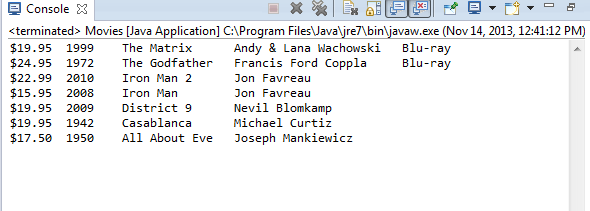 Console
<terminated> Movies [Java Application] C:\Program Files\Java\jre7\bin\javaw.exe (Nov 14, 2013, 12:41:12 PM)
$19.95 1999 The Matrix Andy & Lana Wachowski Blu-ray
$24.95 1972 The Godfather Francis Ford Coppla Blu-ray
$22.99 2010 Iron Man 2 Jon Favreau
$15.95 2008 Iron Man Jon Favreau
$19.95 2009 District 9 Nevil Blomkamp
$19.95 1942 Casablanca Michael Curtiz
$17.50 1950 All About Eve Joseph Mankiewicz